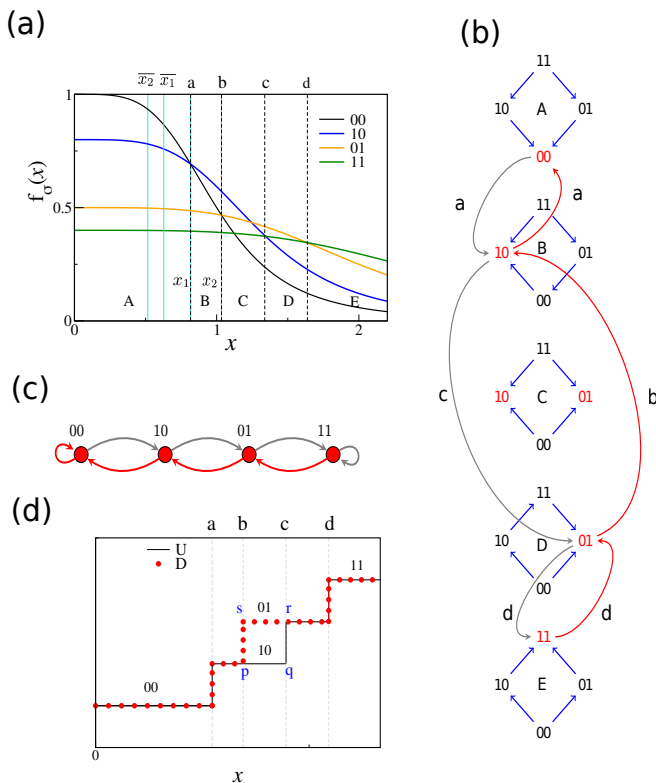 (a)
x̄₂ x̄₁ a b c d
1
00
10
01
11
f_σ(x)
0.5
x₁ x₂
A B C D E
0
0 1 2
x
(b)
11
10 A 01
00
a a
11
10 B 01
00
c b
11
10 C 01
00
11
10 D 01
00
d d
11
10 E 01
00
(c)
00 10 01 11
(d)
a b c d
U
D
11
s 01 r
10
p q
00
0
x